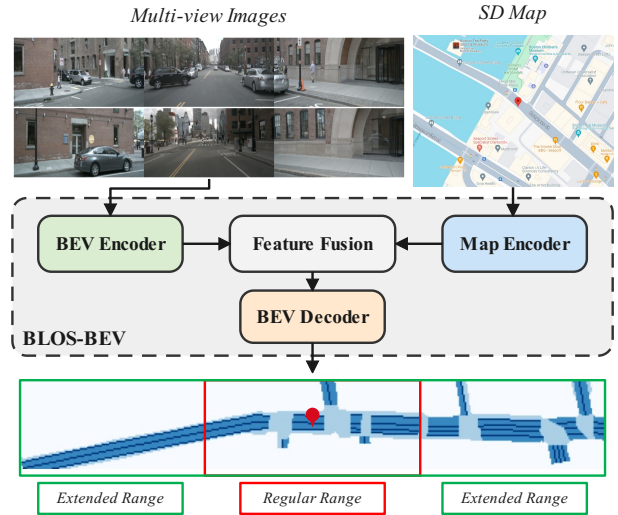 Multi-view Images
SD Map
BEV Encoder
Feature Fusion
Map Encoder
BEV Decoder
BLOS-BEV
Extended Range
Regular Range
Extended Range